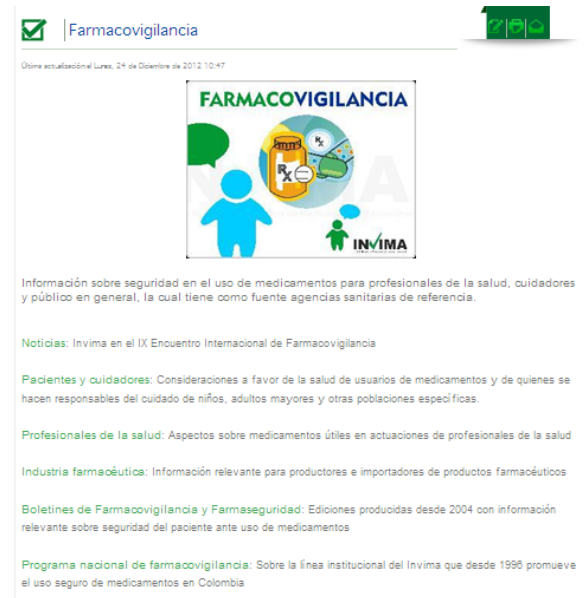 Farmacovigilancia
Última actualización el Lunes, 24 de Diciembre de 2012 10:47
FARMACOVIGILANCIA
Rx
Rx
INVIMA
Información sobre seguridad en el uso de medicamentos para profesionales de la salud, cuidadores
y público en general, la cual tiene como fuente agencias sanitarias de referencia.
Noticias: Invima en el IX Encuentro Internacional de Farmacovigilancia
Pacientes y cuidadores: Consideraciones a favor de la salud de usuarios de medicamentos y de quienes se
hacen responsables del cuidado de niños, adultos mayores y otras poblaciones específicas.
Profesionales de la salud: Aspectos sobre medicamentos útiles en actuaciones de profesionales de la salud
Industria farmacéutica: Información relevante para productores e importadores de productos farmacéuticos
Boletines de Farmacovigilancia y Farmaseguridad: Ediciones producidas desde 2004 con información
relevante sobre seguridad del paciente ante uso de medicamentos
Programa nacional de farmacovigilancia: Sobre la línea institucional del Invima que desde 1996 promueve
el uso seguro de medicamentos en Colombia